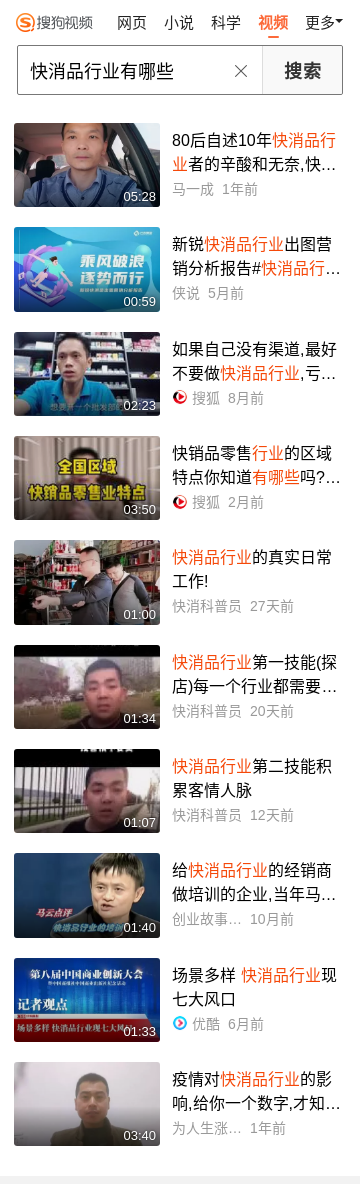 搜狗视频 网页 小说 科学 视频 更多
快消品行业有哪些 搜索
05:28
80后自述10年快消品行
业者的辛酸和无奈,快…
马一成 1年前
乘风破浪
逐势而行
00:59
新锐快消品行业出图营
销分析报告#快消品行…
侠说 5月前
02:23
如果自己没有渠道,最好
不要做快消品行业,亏…
搜狐 8月前
全国区域
快销品零售业特点
03:50
快销品零售行业的区域
特点你知道有哪些吗?…
搜狐 2月前
01:00
快消品行业的真实日常
工作!
快消科普员 27天前
01:34
快消品行业第一技能(探
店)每一个行业都需要…
快消科普员 20天前
01:07
快消品行业第二技能积
累客情人脉
快消科普员 12天前
马云点评
快消品行业的培训
01:40
给快消品行业的经销商
做培训的企业,当年马…
创业故事… 10月前
第八届中国商业创新大会
记者观点
场景多样 快消品行业现七大风口
01:33
场景多样 快消品行业现
七大风口
优酷 6月前
03:40
疫情对快消品行业的影
响,给你一个数字,才知…
为人生涨… 1年前